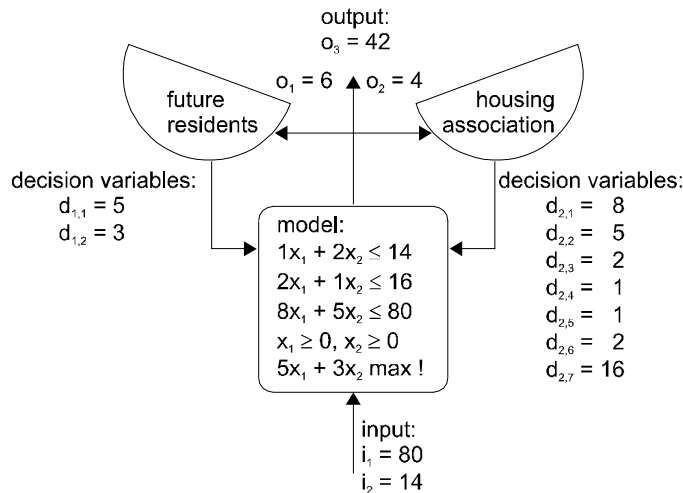 output:
o₃ = 42
o₁ = 6
o₂ = 4
future
residents
housing
association
decision variables:
d₁,₁ = 5
d₁,₂ = 3
decision variables:
d₂,₁ = 8
d₂,₂ = 5
d₂,₃ = 2
d₂,₄ = 1
d₂,₅ = 1
d₂,₆ = 2
d₂,₇ = 16
model:
1x₁ + 2x₂ ≤ 14
2x₁ + 1x₂ ≤ 16
8x₁ + 5x₂ ≤ 80
x₁ ≥ 0, x₂ ≥ 0
5x₁ + 3x₂ max !
input:
i₁ = 80
i₂ = 14